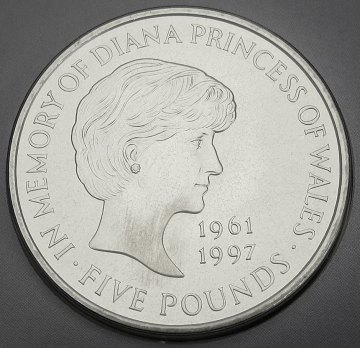 IN MEMORY OF DIANA PRINCESS OF WALES · FIVE POUNDS ·
1961
1997